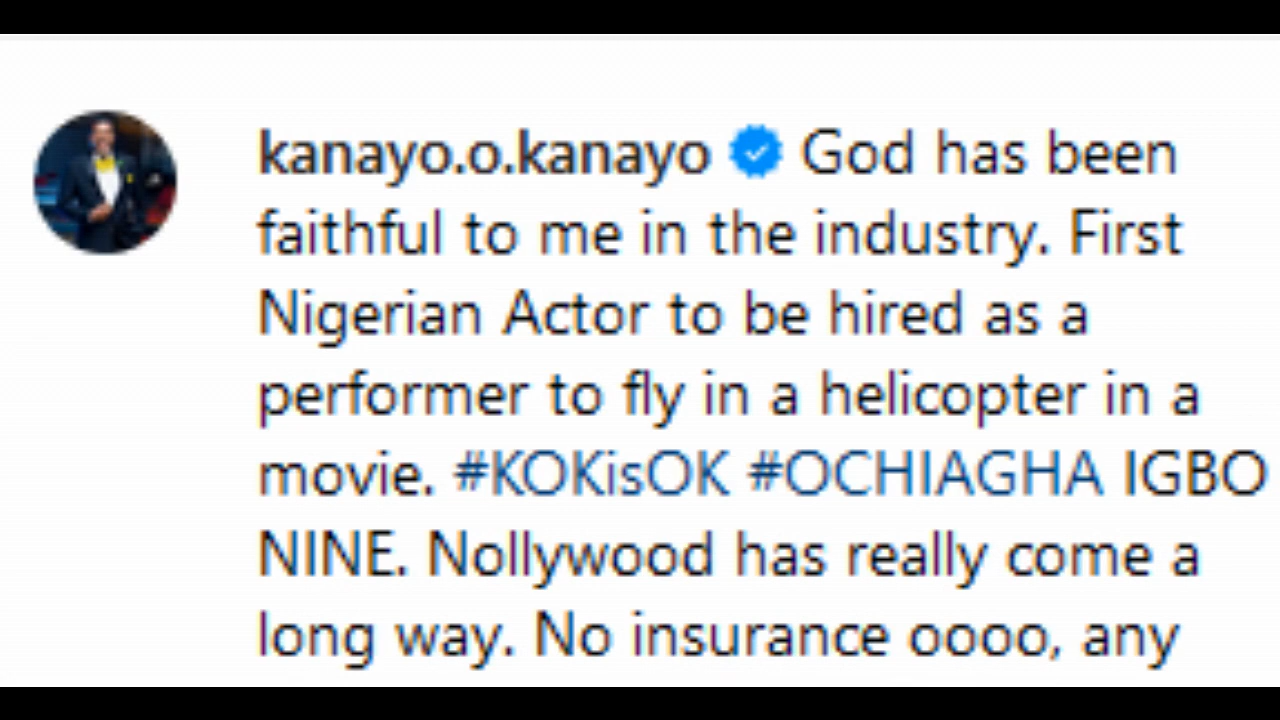 kanayo.o.kanayo God has been
faithful to me in the industry. First
Nigerian Actor to be hired as a
performer to fly in a helicopter in a
movie. #KOKisOK #OCHIAGHA IGBO
NINE. Nollywood has really come a
long way. No insurance oooo, any